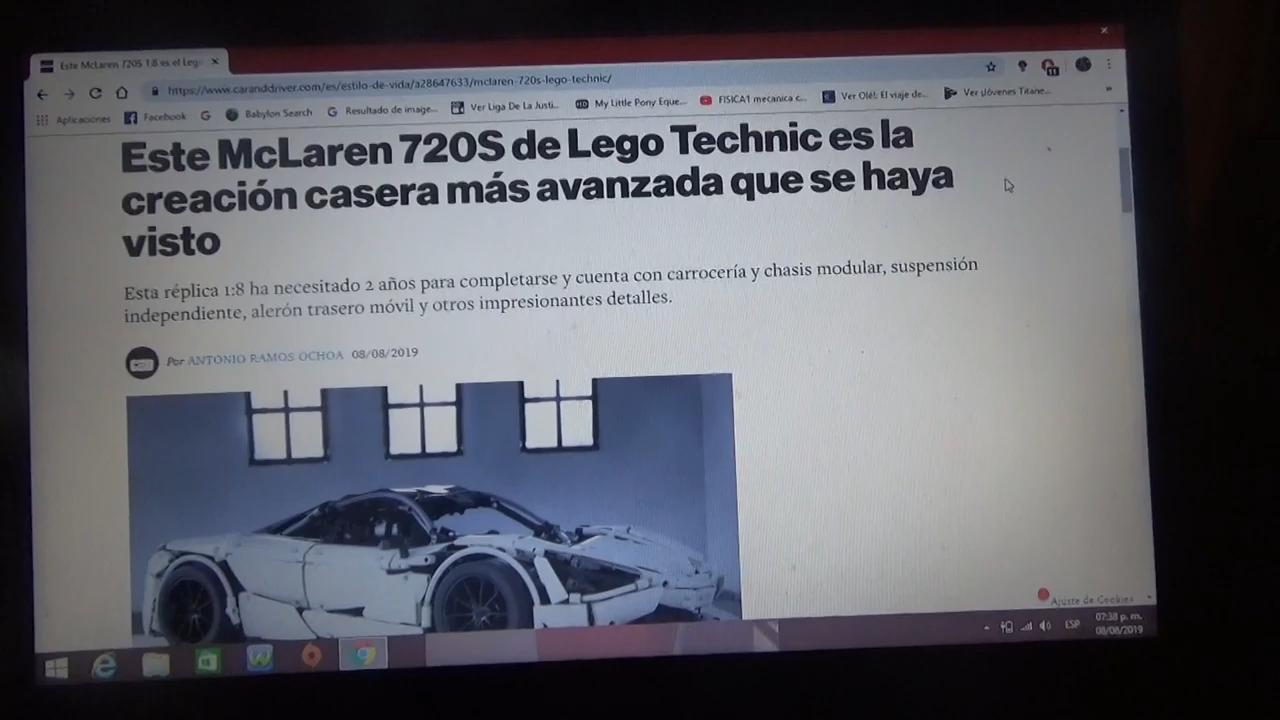 Este McLaren 720S 1:8 es el Lego
https://www.caranddriver.com/es/estilo-de-vida/a28647633/mclaren-720s-lego-technic/
Aplicaciones Facebook Babylon Search Resultado de image... Ver Liga De La Justi... My Little Pony Eque... FISICA1 mecanica c... Ver Olé!. El viaje de... Ver Jóvenes Titane...
Este McLaren 720S de Lego Technic es la
creación casera más avanzada que se haya
visto
Esta réplica 1:8 ha necesitado 2 años para completarse y cuenta con carrocería y chasis modular, suspensión
independiente, alerón trasero móvil y otros impresionantes detalles.
Por ANTONIO RAMOS OCHOA 08/08/2019
Ajuste de Cookies
ESP 07:38 p. m.
08/08/2019